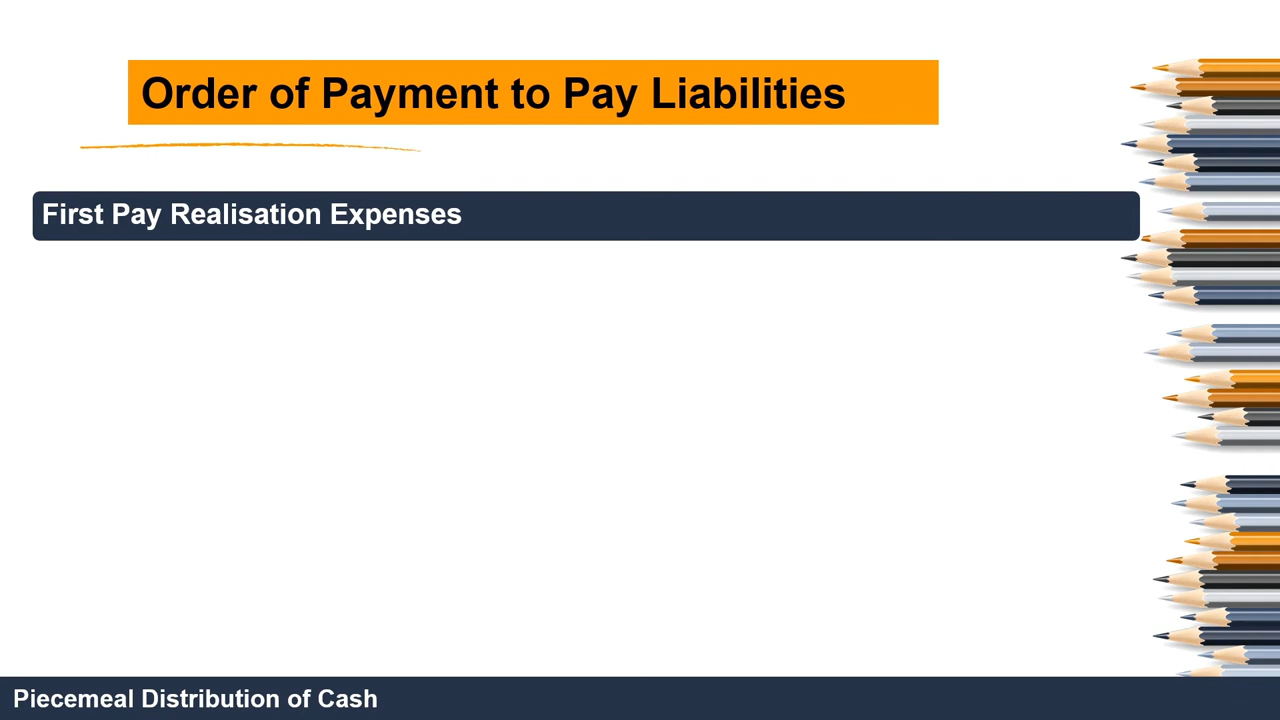 Order of Payment to Pay Liabilities
First Pay Realisation Expenses
Piecemeal Distribution of Cash